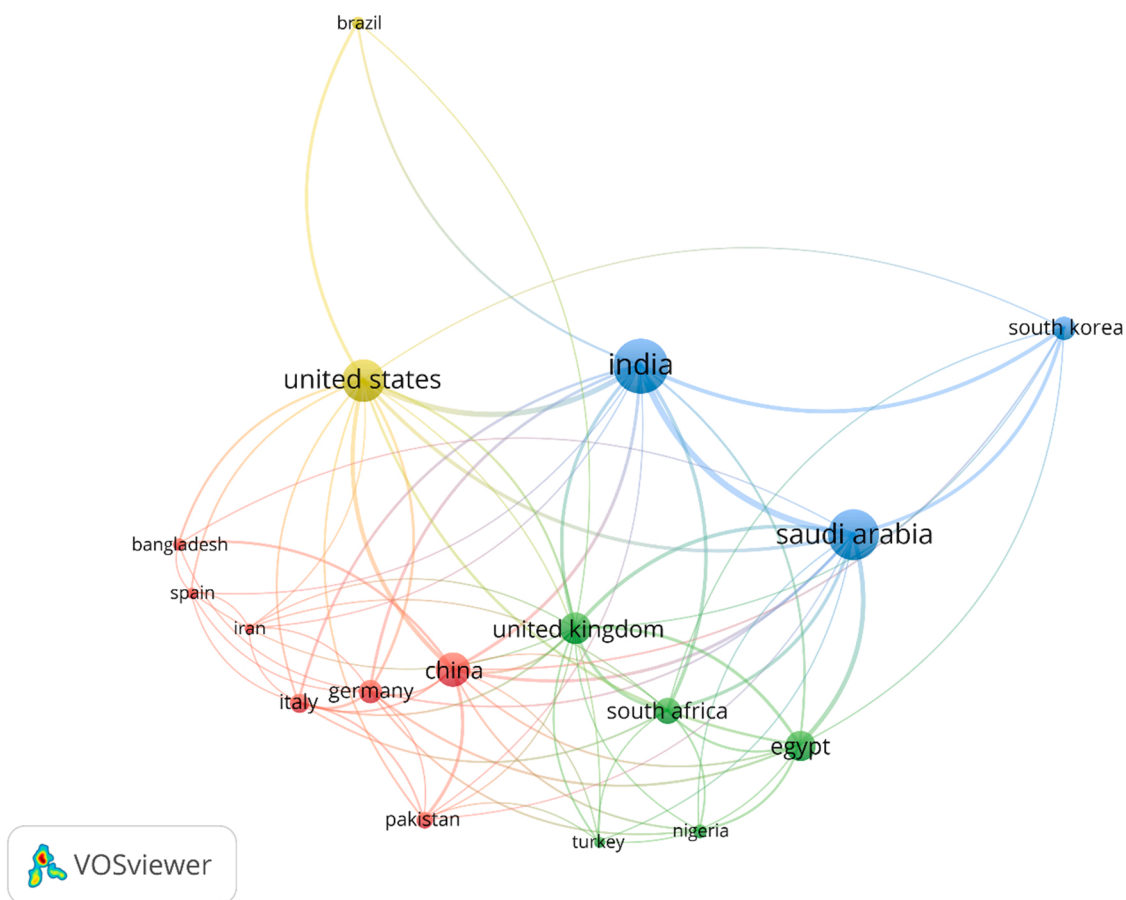 brazil
south korea
india
united states
saudi arabia
bangladesh
spain
iran
united kingdom
china
germany
italy
south africa
egypt
pakistan
nigeria
turkey
VOSviewer